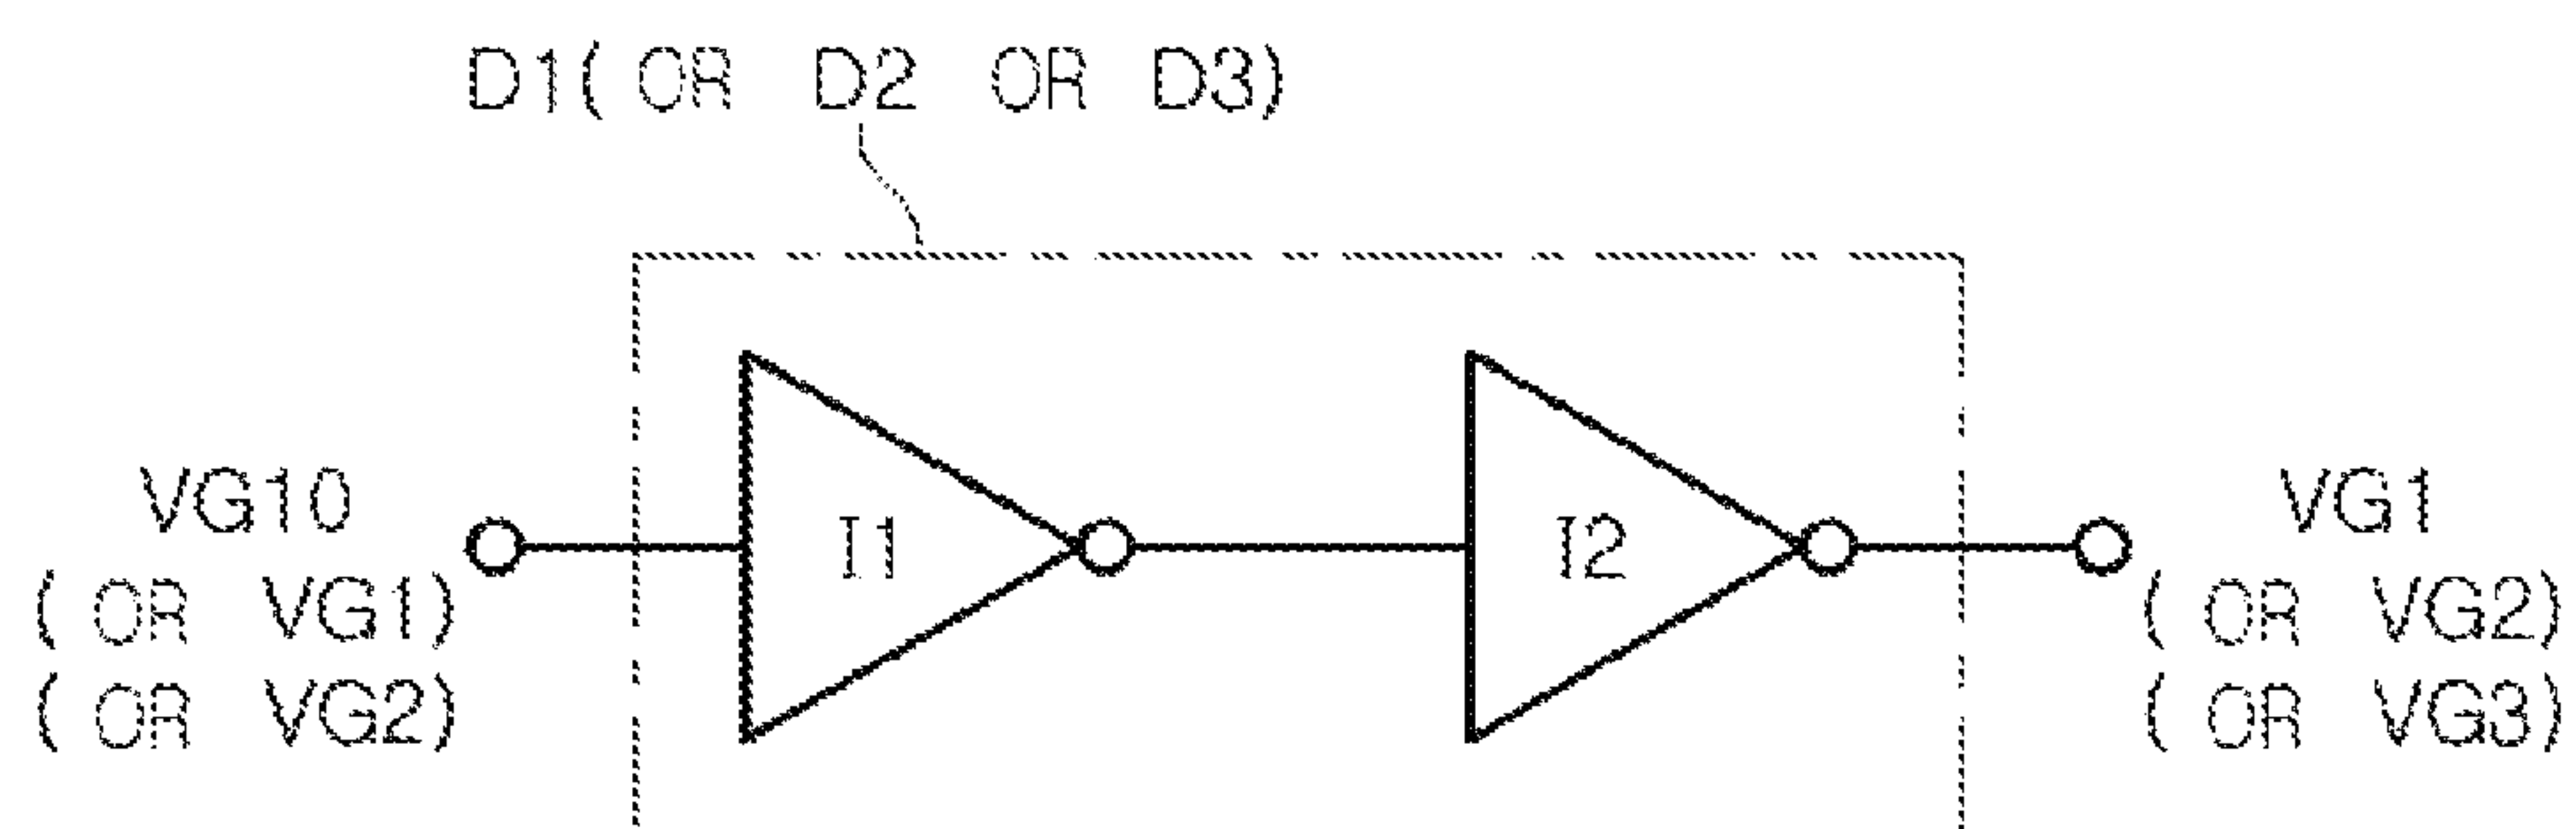 D1( OR D2 OR D3)
VG10
( OR VG1)
( OR VG2)
I1
I2
VG1
( OR VG2)
( OR VG3)